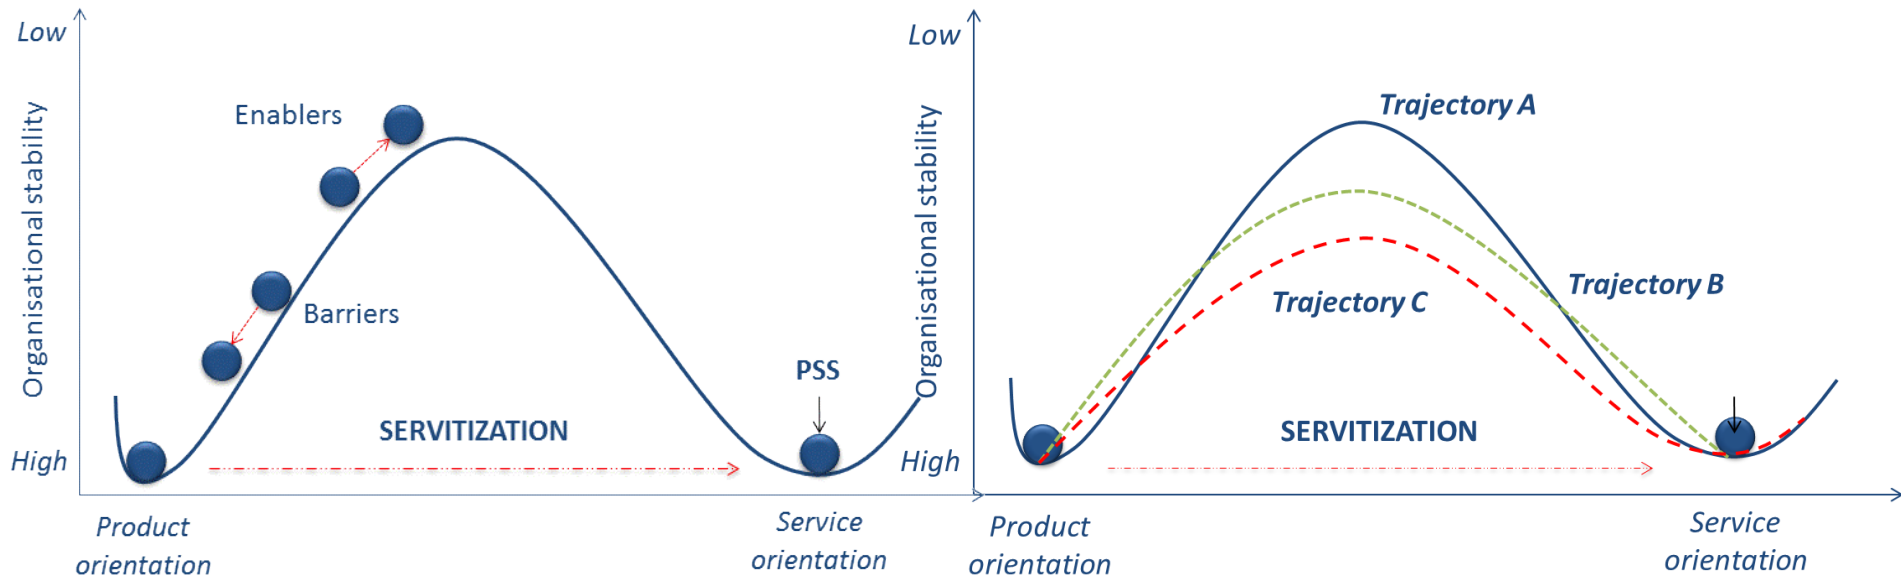 Low
Organisational stability
Enablers
Barriers
PSS
SERVITIZATION
High
Product
orientation
Service
orientation
Low
Organisational stability
Trajectory A
Trajectory B
Trajectory C
SERVITIZATION
High
Product
orientation
Service
orientation